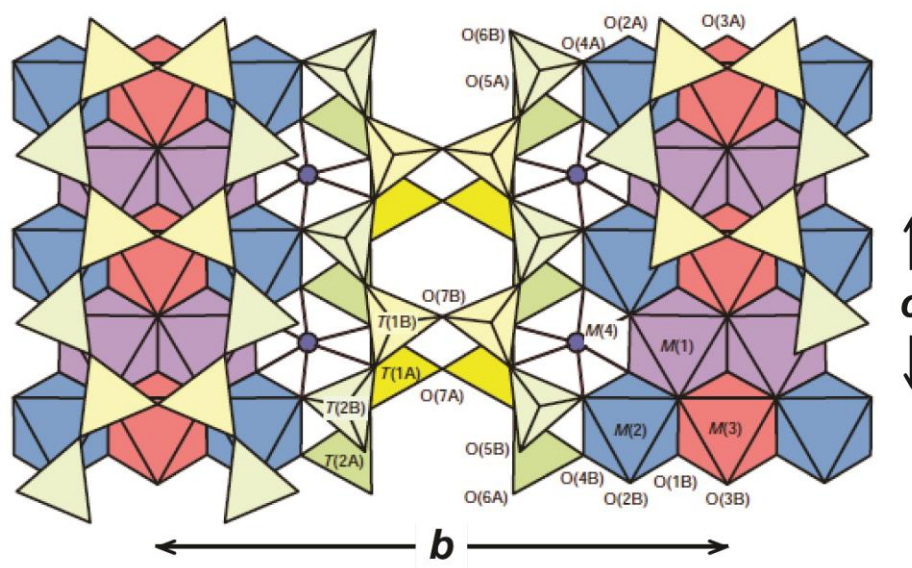 O(2A)
O(3A)
O(6B)
O(4A)
O(5A)
O(7B)
T(1B)
M(4)
M(1)
T(1A)
O(7A)
T(2B)
M(2)
M(3)
O(5B)
T(2A)
O(4B)
O(1B)
O(6A)
O(2B)
O(3B)
b